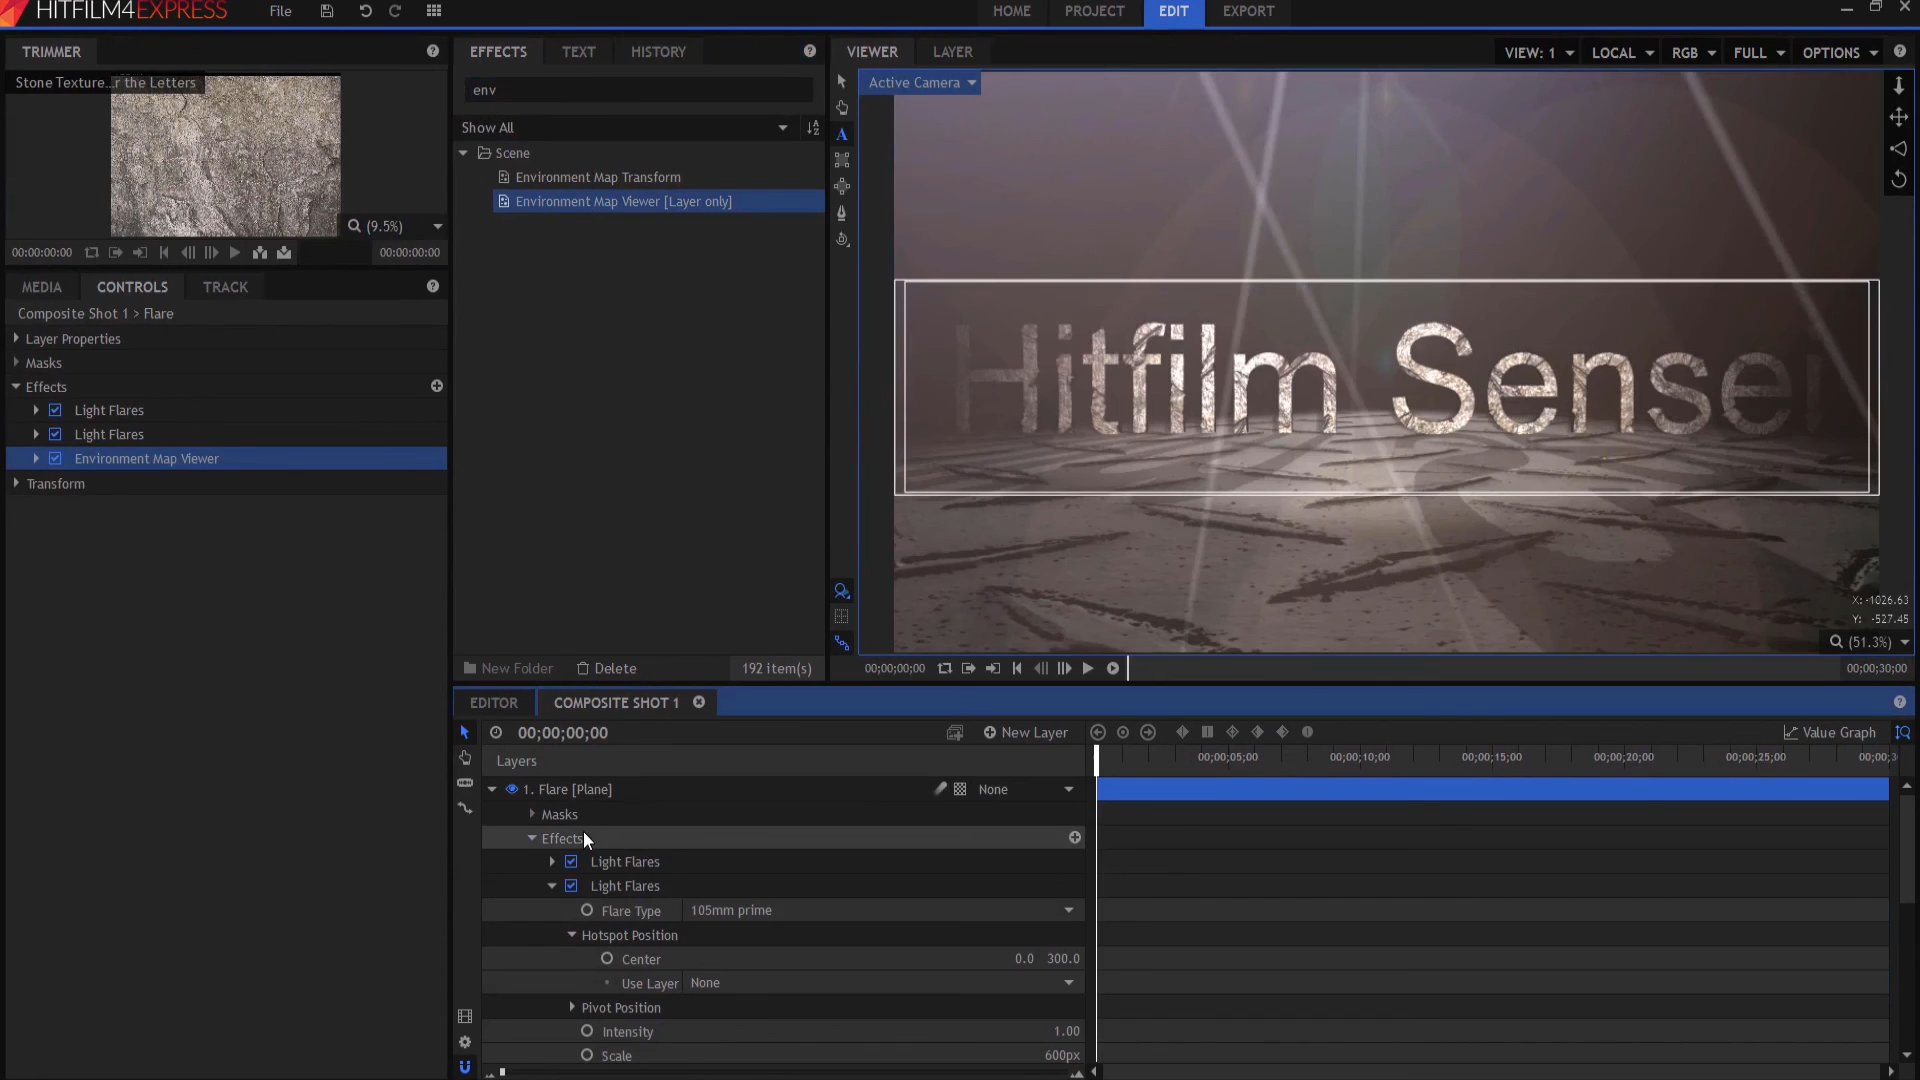 HITFILM4EXPRESS
File
HOME PROJECT EDIT EXPORT
TRIMMER
Stone Texture...r the Letters
(9.5%)
00:00:00:00
00:00:00:00
MEDIA CONTROLS TRACK
Composite Shot 1 > Flare
Layer Properties
Masks
Effects
Light Flares
Light Flares
Environment Map Viewer
Transform
EFFECTS TEXT HISTORY
env
Show All
Scene
Environment Map Transform
Environment Map Viewer [Layer only]
New Folder Delete 192 item(s)
VIEWER LAYER
VIEW: 1 LOCAL RGB FULL OPTIONS
Active Camera
Hitfilm Sensei
X: -1026.63
Y: -527.45
(51.3%)
00;00;00;00
00;00;30;00
EDITOR COMPOSITE SHOT 1
00;00;00;00
New Layer
Value Graph
Layers
00;00;05;00 00;00;10;00 00;00;15;00 00;00;20;00 00;00;25;00 00;00;3
1. Flare [Plane] None
Masks
Effects
Light Flares
Light Flares
Flare Type 105mm prime
Hotspot Position
Center 0.0 300.0
Use Layer None
Pivot Position
Intensity 1.00
Scale 600px